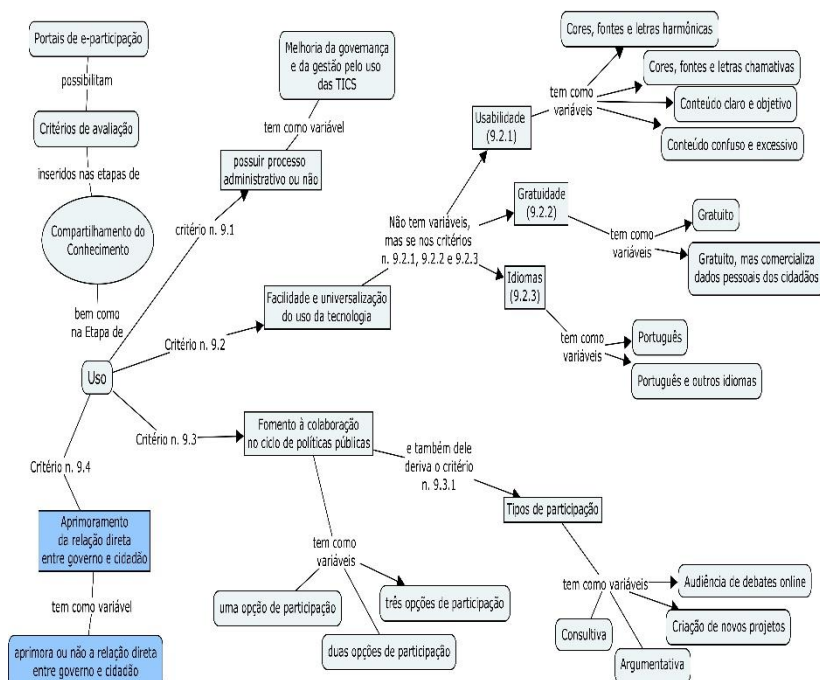 Portais de e-participação
possibilitam
Critérios de avaliação
inseridos nas etapas de
Compartilhamento do
Conhecimento
bem como
na Etapa de
Uso
critério n. 9.1
possuir processo
administrativo ou não
tem como variável
Melhoria da governança
e da gestão pelo uso
das TICS
Critério n. 9.2
Facilidade e universalização
do uso da tecnologia
Não tem variáveis,
mas se nos critérios
n. 9.2.1, 9.2.2 e 9.2.3
Usabilidade
(9.2.1)
tem como
variáveis
Cores, fontes e letras harmônicas
Cores, fontes e letras chamativas
Conteúdo claro e objetivo
Conteúdo confuso e excessivo
Gratuidade
(9.2.2)
tem como
variáveis
Gratuito
Gratuito, mas comercializa
dados pessoais dos cidadãos
Idiomas
(9.2.3)
tem como
variáveis
Português
Português e outros idiomas
Critério n. 9.3
Fomento à colaboração
no ciclo de políticas públicas
tem como
variáveis
uma opção de participação
duas opções de participação
três opções de participação
e também dele
deriva o critério
n. 9.3.1
Tipos de participação
tem como variáveis
Consultiva
Argumentativa
Criação de novos projetos
Audiência de debates online
Critério n. 9.4
Aprimoramento
da relação direta
entre governo e cidadão
tem como variável
aprimora ou não a relação direta
entre governo e cidadão